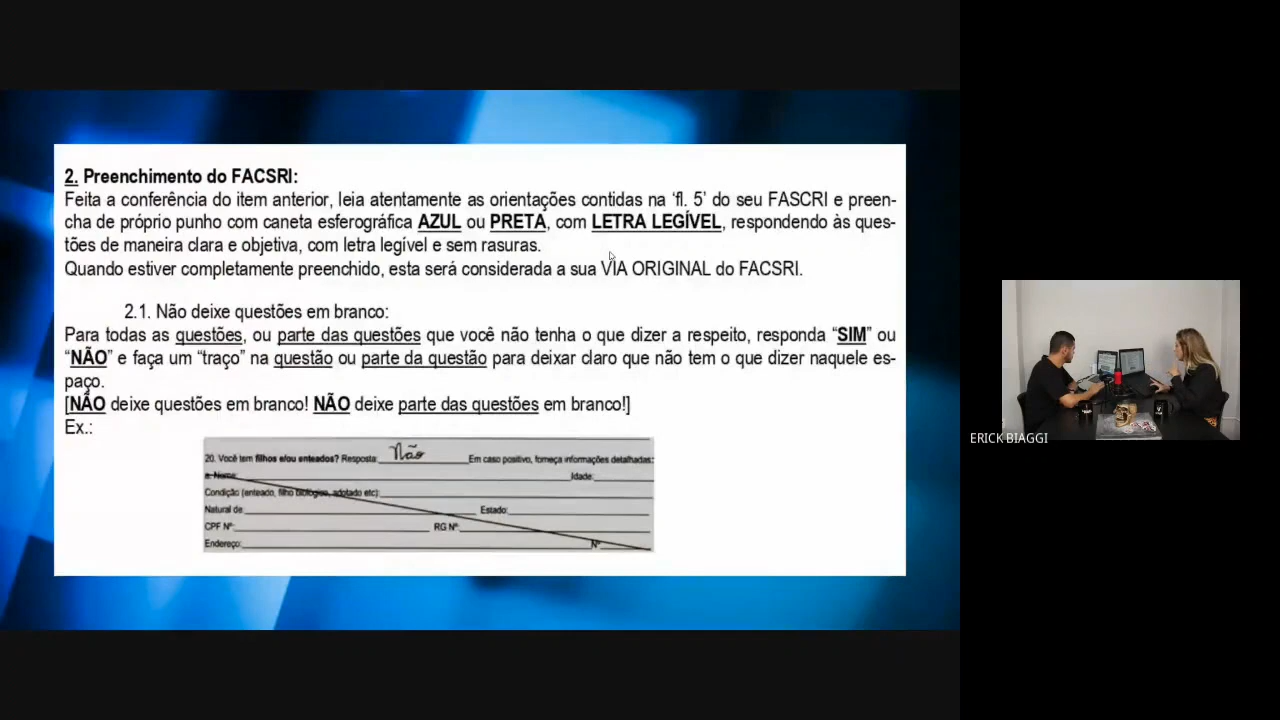 2. Preenchimento do FACSRI:
Feita a conferência do item anterior, leia atentamente as orientações contidas na ‘fl. 5’ do seu FASCRI e preen-
cha de próprio punho com caneta esferográfica AZUL ou PRETA, com LETRA LEGÍVEL, respondendo às ques-
tões de maneira clara e objetiva, com letra legível e sem rasuras.
Quando estiver completamente preenchido, esta será considerada a sua VIA ORIGINAL do FACSRI.
2.1. Não deixe questões em branco:
Para todas as questões, ou parte das questões que você não tenha o que dizer a respeito, responda “SIM” ou
“NÃO” e faça um “traço” na questão ou parte da questão para deixar claro que não tem o que dizer naquele es-
paço.
[NÃO deixe questões em branco! NÃO deixe parte das questões em branco!]
Ex.:
20. Você tem filhos e/ou enteados? Resposta: Não Em caso positivo, forneça informações detalhadas:
a. Nome: Idade:
Condição (enteado, filho biológico, adotado etc):
Natural de: Estado:
CPF Nº: RG Nº:
Endereço: Nº
ERICK BIAGGI